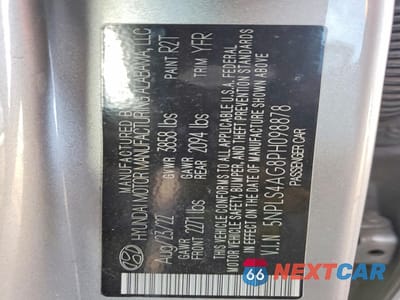 MANUFACTURED BY
HYUNDAI MOTOR MANUFACTURING ALABAMA, LLC
Aug/23/22 GVWR 3858 lbs PAINT R2T
GAWR FRONT 2271 lbs GAWR REAR 2094 lbs TRIM YFR
THIS VEHICLE CONFORMS TO ALL APPLICABLE U.S.A. FEDERAL
MOTOR VEHICLE SAFETY, BUMPER, AND THEFT PREVENTION STANDARDS
IN EFFECT ON THE DATE OF MANUFACTURE SHOWN ABOVE.
V.I.N 5NPLS4AG8PH098878
PASSENGER CAR
66 NEXTCAR